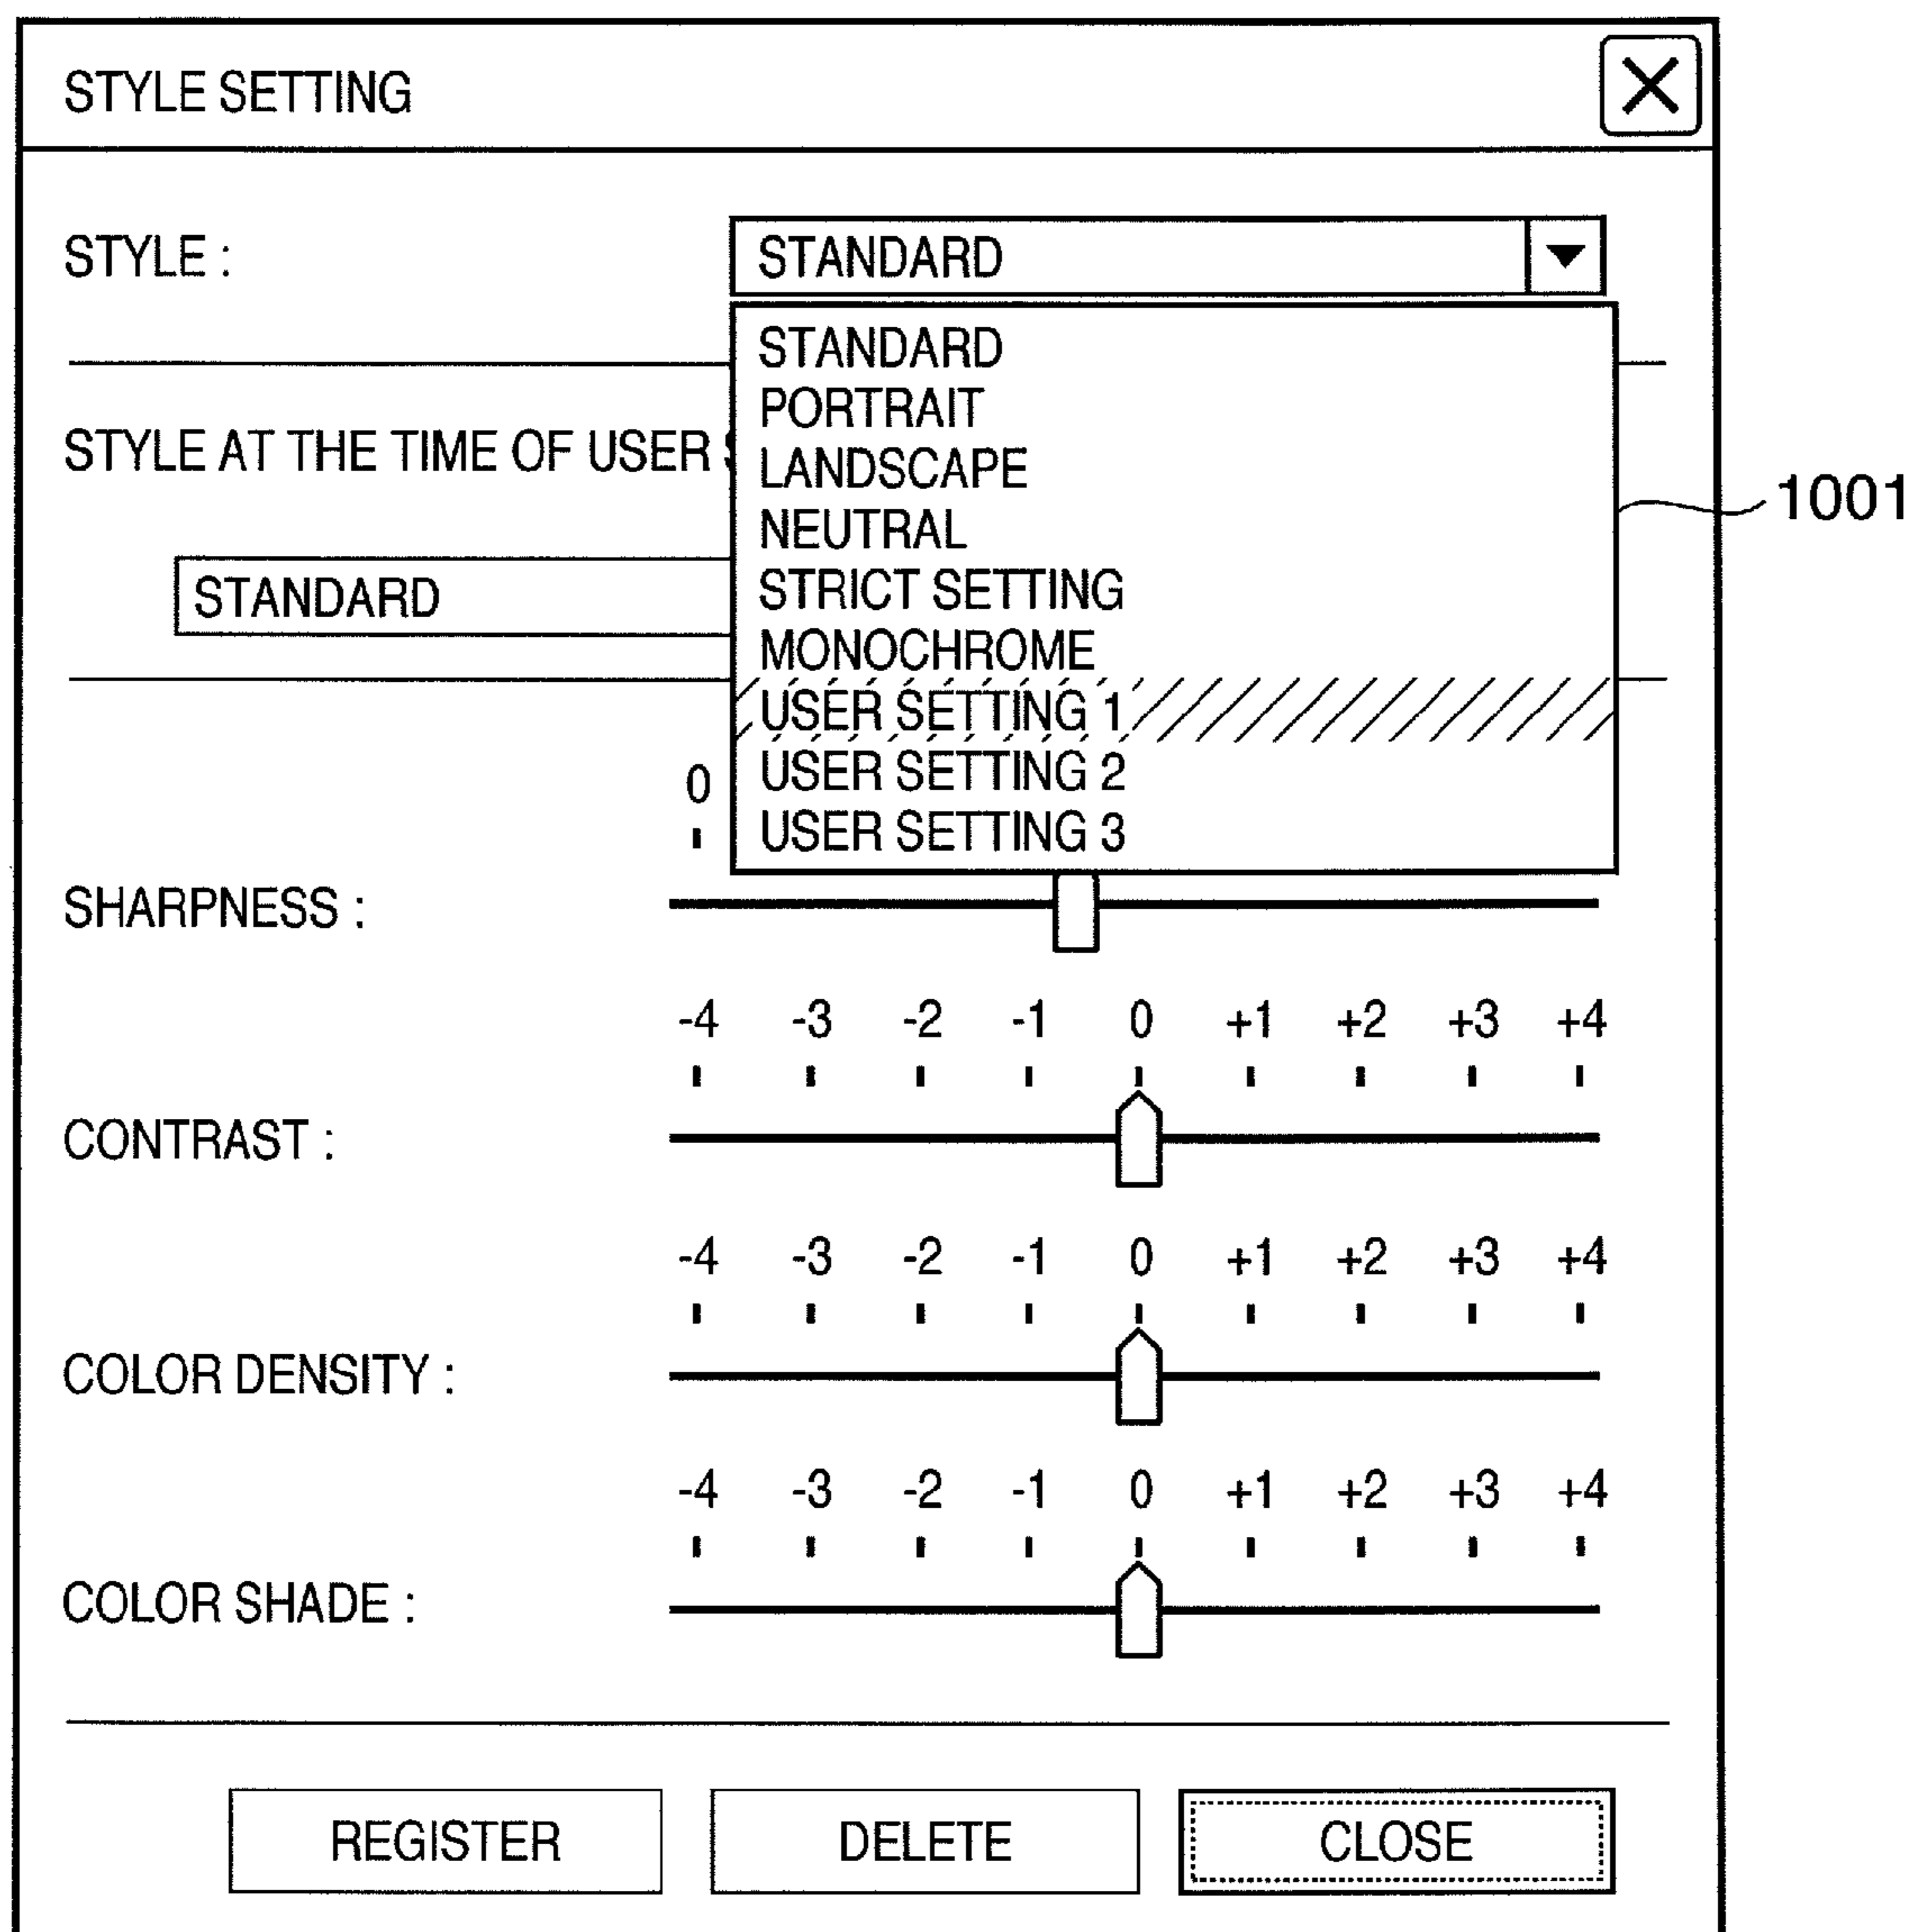 STYLE SETTING
STYLE : STANDARD
STANDARD
PORTRAIT
LANDSCAPE
NEUTRAL
STRICT SETTING
MONOCHROME
USER SETTING 1
USER SETTING 2
USER SETTING 3
1001
STYLE AT THE TIME OF USER
STANDARD
0
SHARPNESS :
-4 -3 -2 -1 0 +1 +2 +3 +4
CONTRAST :
-4 -3 -2 -1 0 +1 +2 +3 +4
COLOR DENSITY :
-4 -3 -2 -1 0 +1 +2 +3 +4
COLOR SHADE :
REGISTER DELETE CLOSE